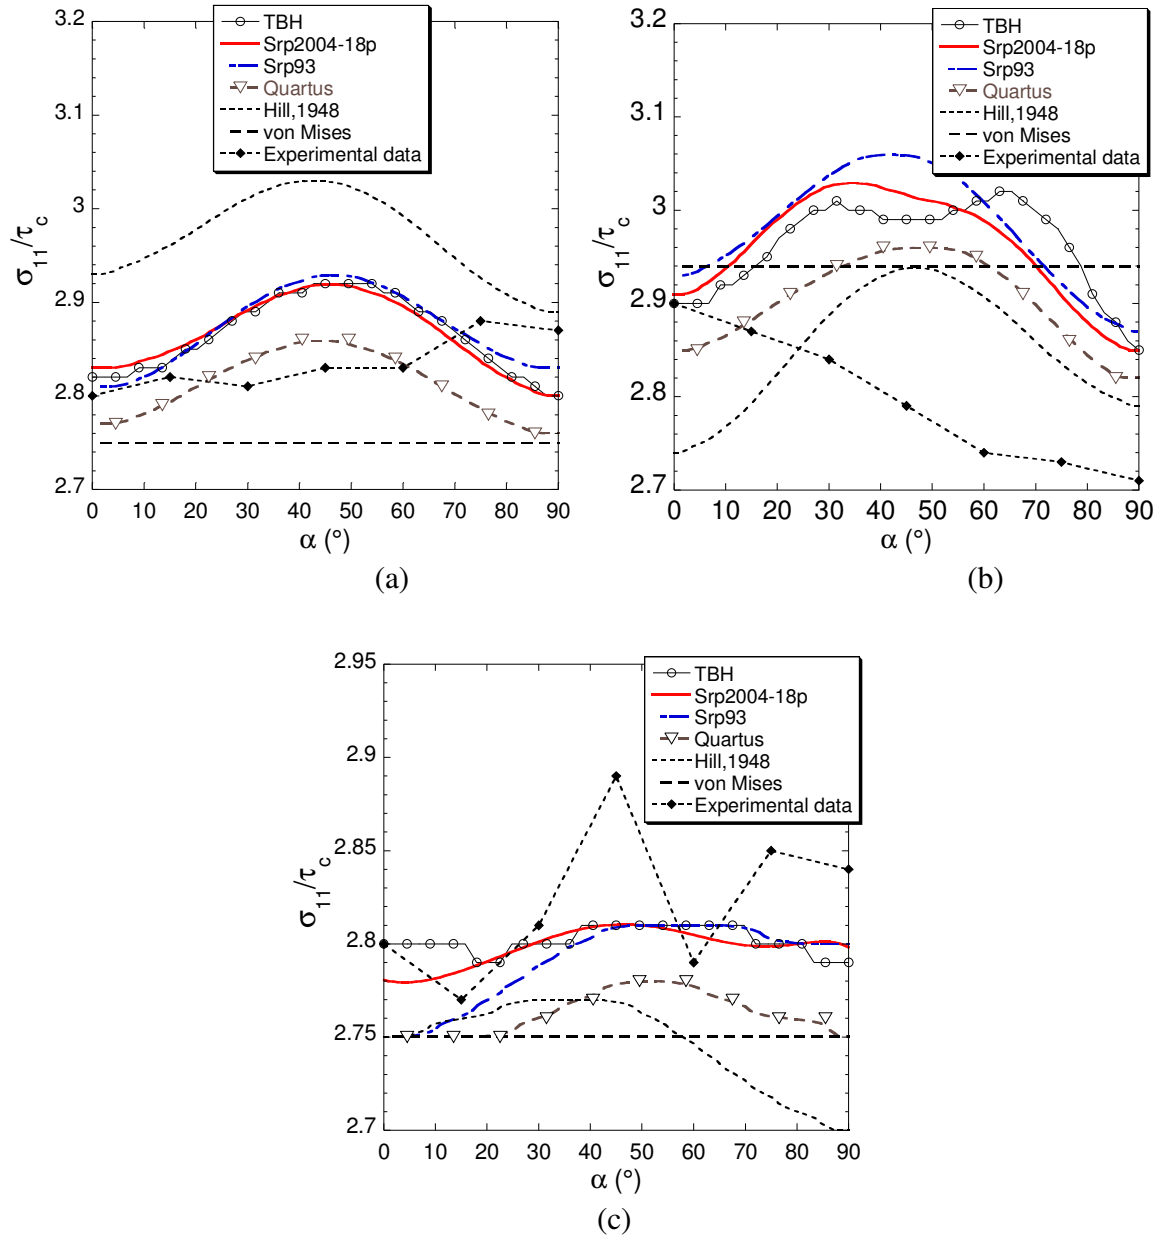 3.2
3.1
3
2.9
2.8
2.7
σ11/τc
0 10 20 30 40 50 60 70 80 90
α (°)
TBH
Srp2004-18p
Srp93
Quartus
Hill,1948
von Mises
Experimental data
(a)
3.2
3.1
3.0
2.9
2.8
2.7
σ11/τc
0 10 20 30 40 50 60 70 80 90
α (°)
TBH
Srp2004-18p
Srp93
Quartus
Hill,1948
von Mises
Experimental data
(b)
2.95
2.9
2.85
2.8
2.75
2.7
σ11/τc
0 10 20 30 40 50 60 70 80 90
α (°)
TBH
Srp2004-18p
Srp93
Quartus
Hill,1948
von Mises
Experimental data
(c)